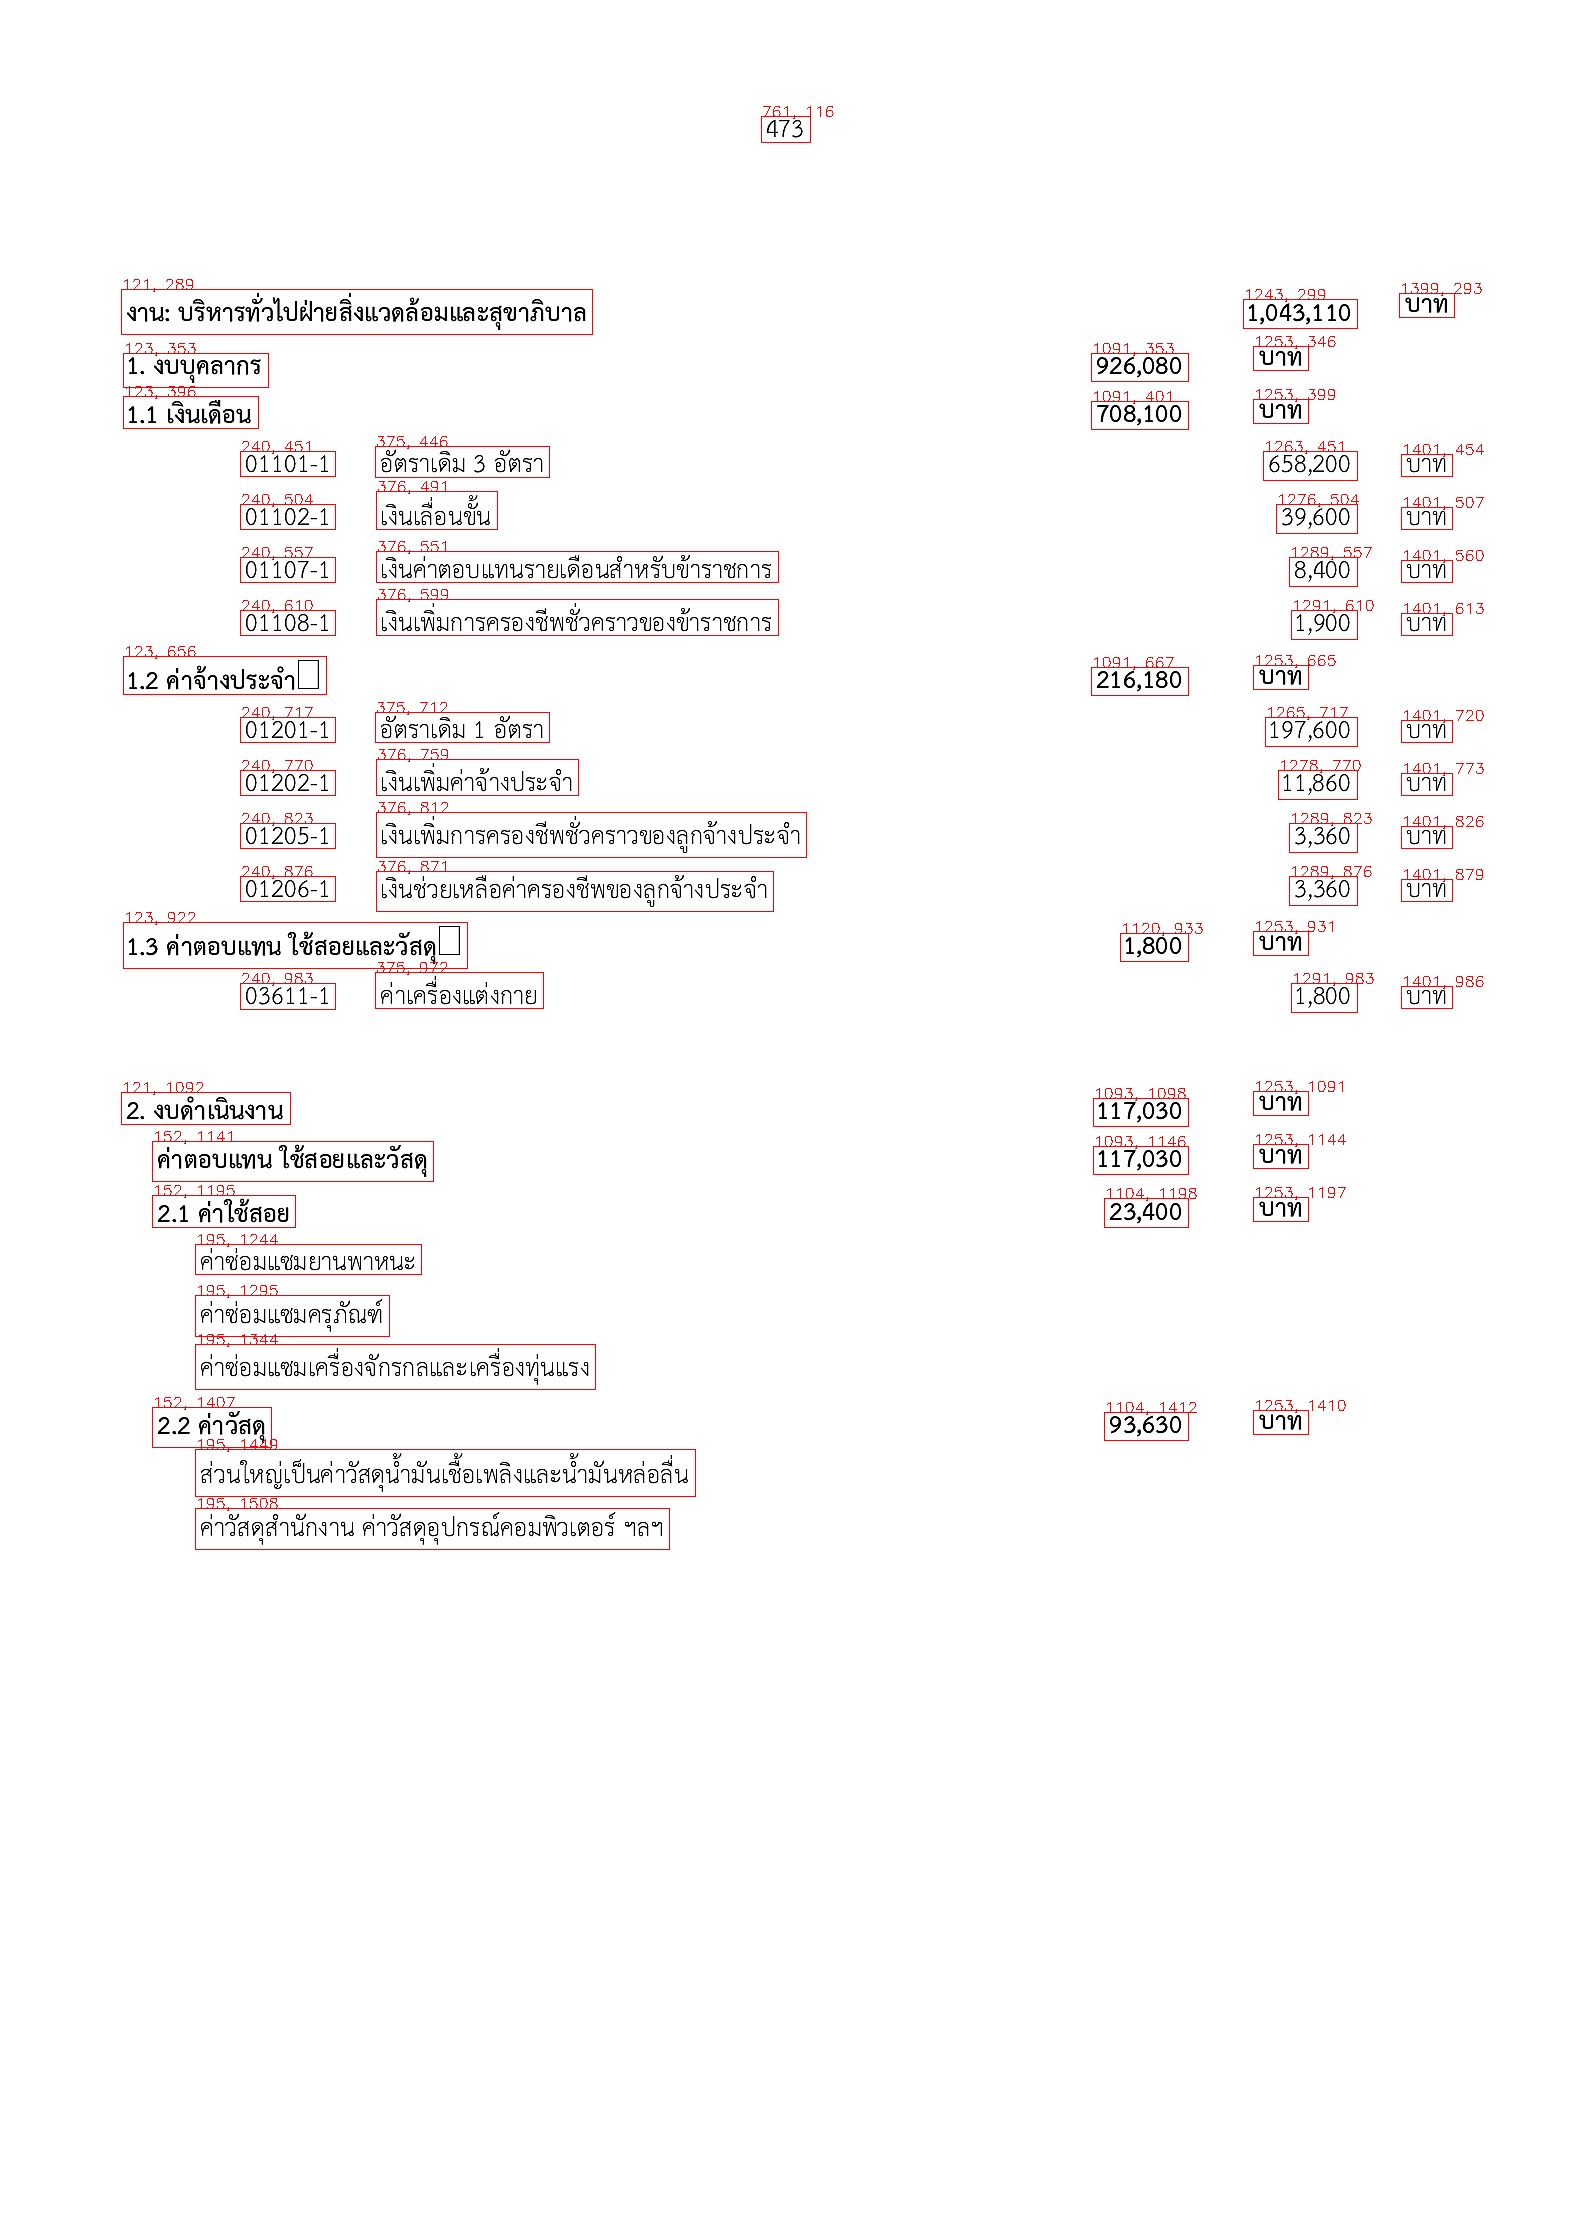 761, 116
473
121, 289 1243, 299 1399, 293
งาน: บริหารทั่วไปฝ่ายสิ่งแวดล้อมและสุขาภิบาล 1,043,110 บาท
123, 353 1091, 353 1253, 346
1. งบบุคลากร 926,080 บาท
123, 396 1091, 401 1253, 399
1.1 เงินเดือน 708,100 บาท
240, 451 375, 446 1263, 451 1401, 454
01101-1 อัตราเดิม 3 อัตรา 658,200 บาท
240, 504 376, 491 1276, 504 1401, 507
01102-1 เงินเลื่อนขั้น 39,600 บาท
240, 557 376, 551 1289, 557 1401, 560
01107-1 เงินค่าตอบแทนรายเดือนสำหรับข้าราชการ 8,400 บาท
240, 610 376, 599 1291, 610 1401, 613
01108-1 เงินเพิ่มการครองชีพชั่วคราวของข้าราชการ 1,900 บาท
123, 656 1091, 667 1253, 665
1.2 ค่าจ้างประจำ 216,180 บาท
240, 717 375, 712 1265, 717 1401, 720
01201-1 อัตราเดิม 1 อัตรา 197,600 บาท
240, 770 376, 759 1278, 770 1401, 773
01202-1 เงินเพิ่มค่าจ้างประจำ 11,860 บาท
240, 823 376, 812 1289, 823 1401, 826
01205-1 เงินเพิ่มการครองชีพชั่วคราวของลูกจ้างประจำ 3,360 บาท
240, 876 376, 871 1289, 876 1401, 879
01206-1 เงินช่วยเหลือค่าครองชีพของลูกจ้างประจำ 3,360 บาท
123, 922 1120, 933 1253, 931
1.3 ค่าตอบแทน ใช้สอยและวัสดุ 1,800 บาท
240, 983 375, 972 1291, 983 1401, 986
03611-1 ค่าเครื่องแต่งกาย 1,800 บาท
121, 1092 1093, 1098 1253, 1091
2. งบดำเนินงาน 117,030 บาท
152, 1141 1093, 1146 1253, 1144
ค่าตอบแทน ใช้สอยและวัสดุ 117,030 บาท
152, 1195 1104, 1198 1253, 1197
2.1 ค่าใช้สอย 23,400 บาท
195, 1244
ค่าซ่อมแซมยานพาหนะ
195, 1295
ค่าซ่อมแซมครุภัณฑ์
195, 1344
ค่าซ่อมแซมเครื่องจักรกลและเครื่องทุ่นแรง
152, 1407 1104, 1412 1253, 1410
2.2 ค่าวัสดุ 93,630 บาท
195, 1449
ส่วนใหญ่เป็นค่าวัสดุน้ำมันเชื้อเพลิงและน้ำมันหล่อลื่น
195, 1508
ค่าวัสดุสำนักงาน ค่าวัสดุอุปกรณ์คอมพิวเตอร์ ฯลฯ